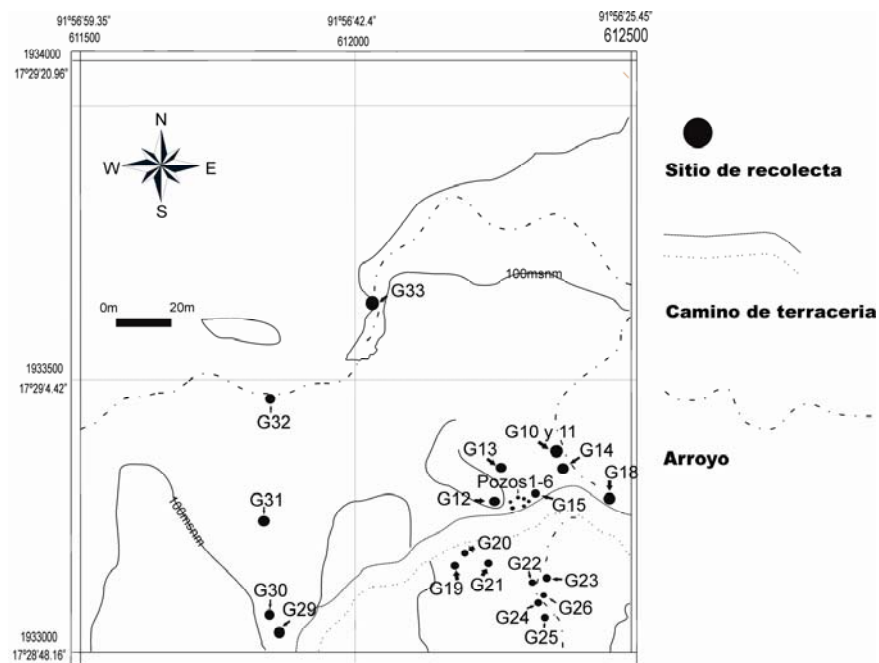 91°56'59.35"
91°56'42.4"
91°56'25.45"
611500
612000
612500
1934000
17°29'20.96"
N
W E
S
Sitio de recolecta
100msnm
G33
0m 20m
Camino de terraceria
1933500
17°29'4.42"
G32
G10 y 11
G13
G14
Arroyo
G18
Pozos1-6
G12
G15
100msnm
G31
G20
G19
G21
G22
G23
G26
G24
G25
G30
G29
1933000
17°28'48.16"